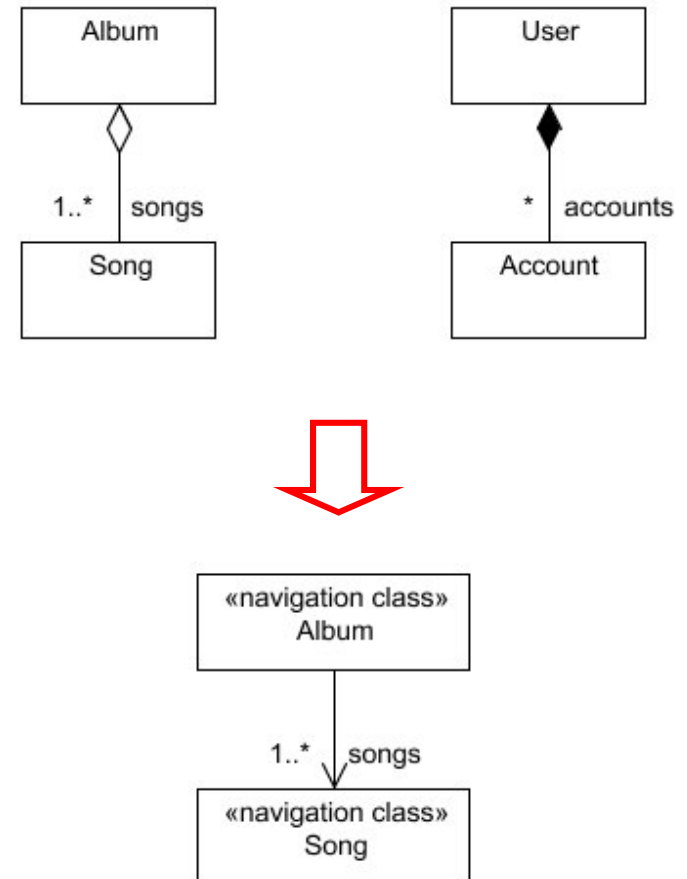 Album
User
1..* songs
* accounts
Song
Account
«navigation class»
Album
1..* songs
«navigation class»
Song